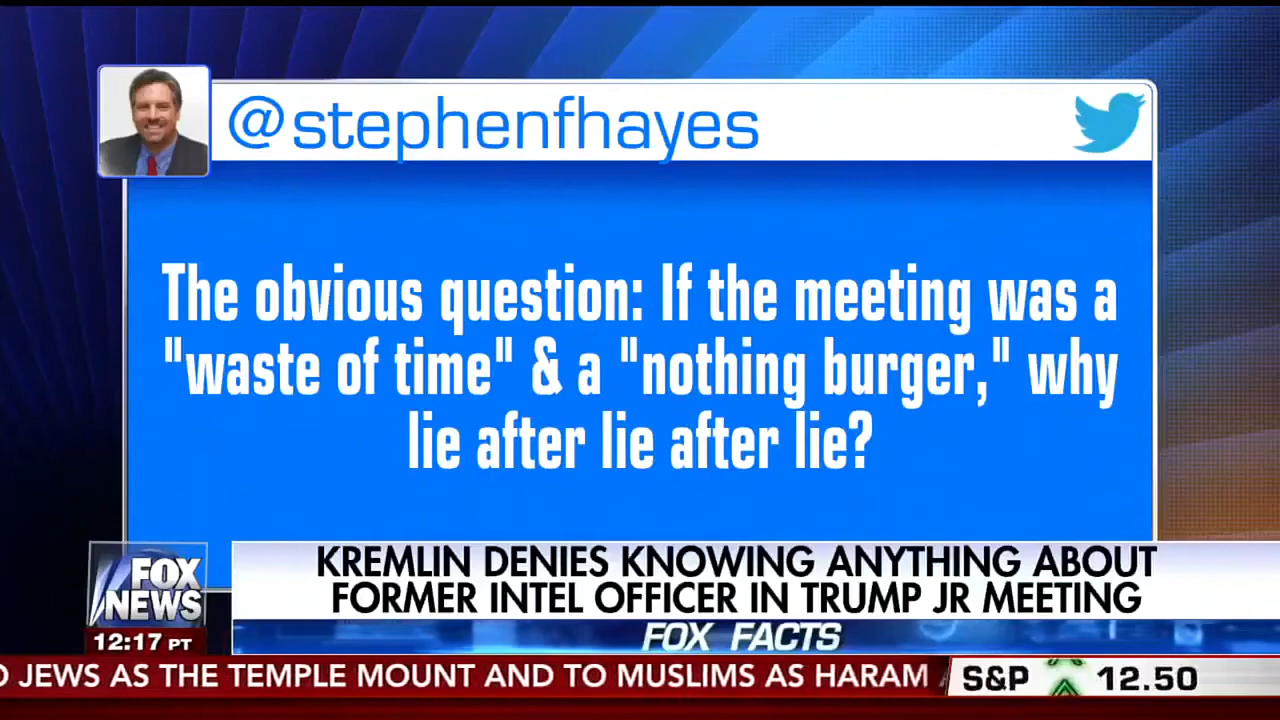 @stephenfhayes
The obvious question: If the meeting was a
"waste of time" & a "nothing burger," why
lie after lie after lie?
KREMLIN DENIES KNOWING ANYTHING ABOUT
FORMER INTEL OFFICER IN TRUMP JR MEETING
FOX FACTS
FOX
NEWS
12:17 PT
JEWS AS THE TEMPLE MOUNT AND TO MUSLIMS AS HARAM
S&P 12.50